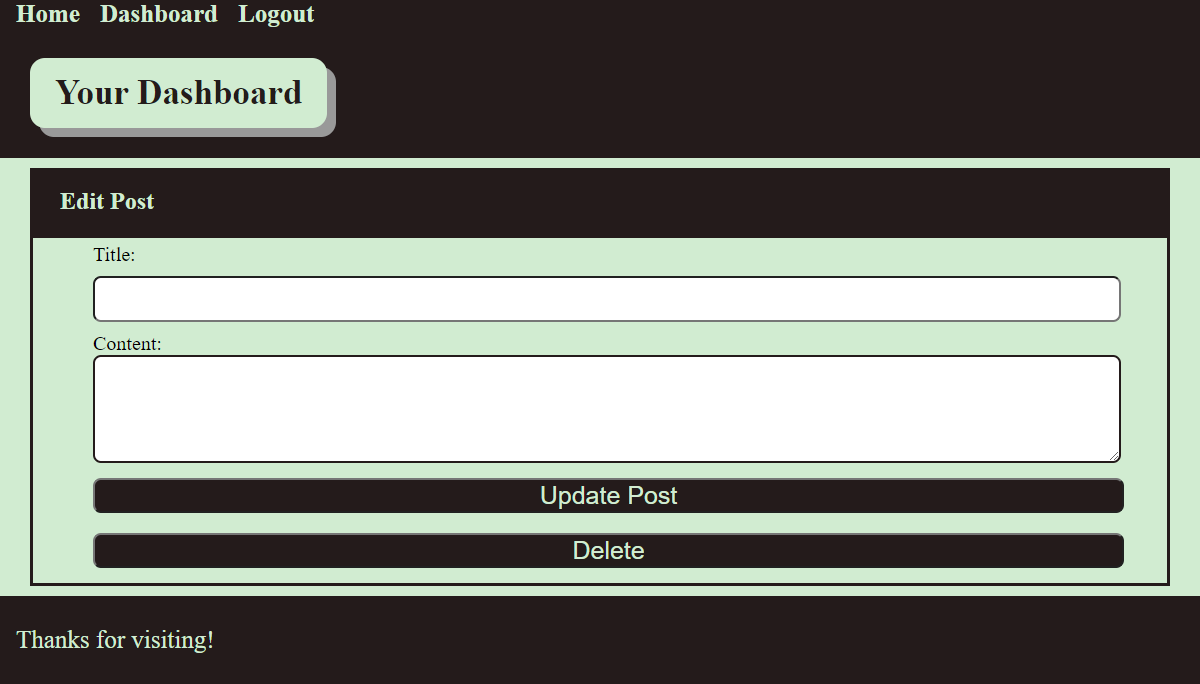 Home Dashboard Logout
Your Dashboard
Edit Post
Title:
Content:
Update Post
Delete
Thanks for visiting!